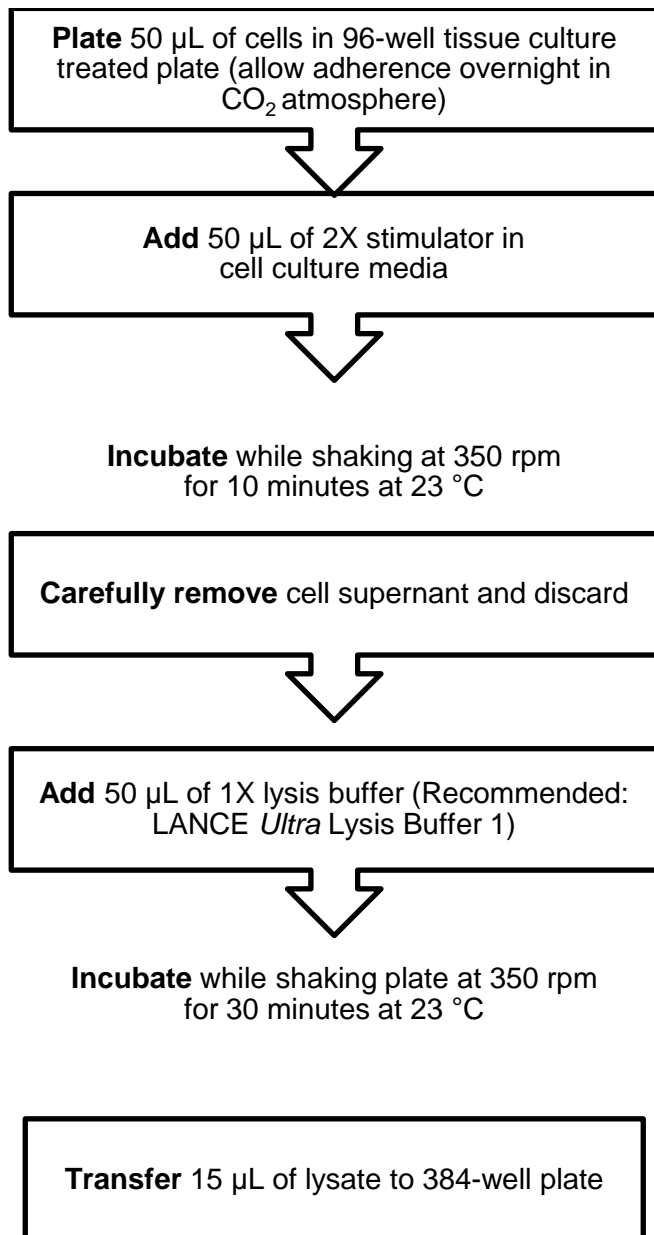 Plate 50 µL of cells in 96-well tissue culture
treated plate (allow adherence overnight in
CO₂ atmosphere)
Add 50 µL of 2X stimulator in
cell culture media
Incubate while shaking at 350 rpm
for 10 minutes at 23 °C
Carefully remove cell supernant and discard
Add 50 µL of 1X lysis buffer (Recommended:
LANCE Ultra Lysis Buffer 1)
Incubate while shaking plate at 350 rpm
for 30 minutes at 23 °C
Transfer 15 µL of lysate to 384-well plate